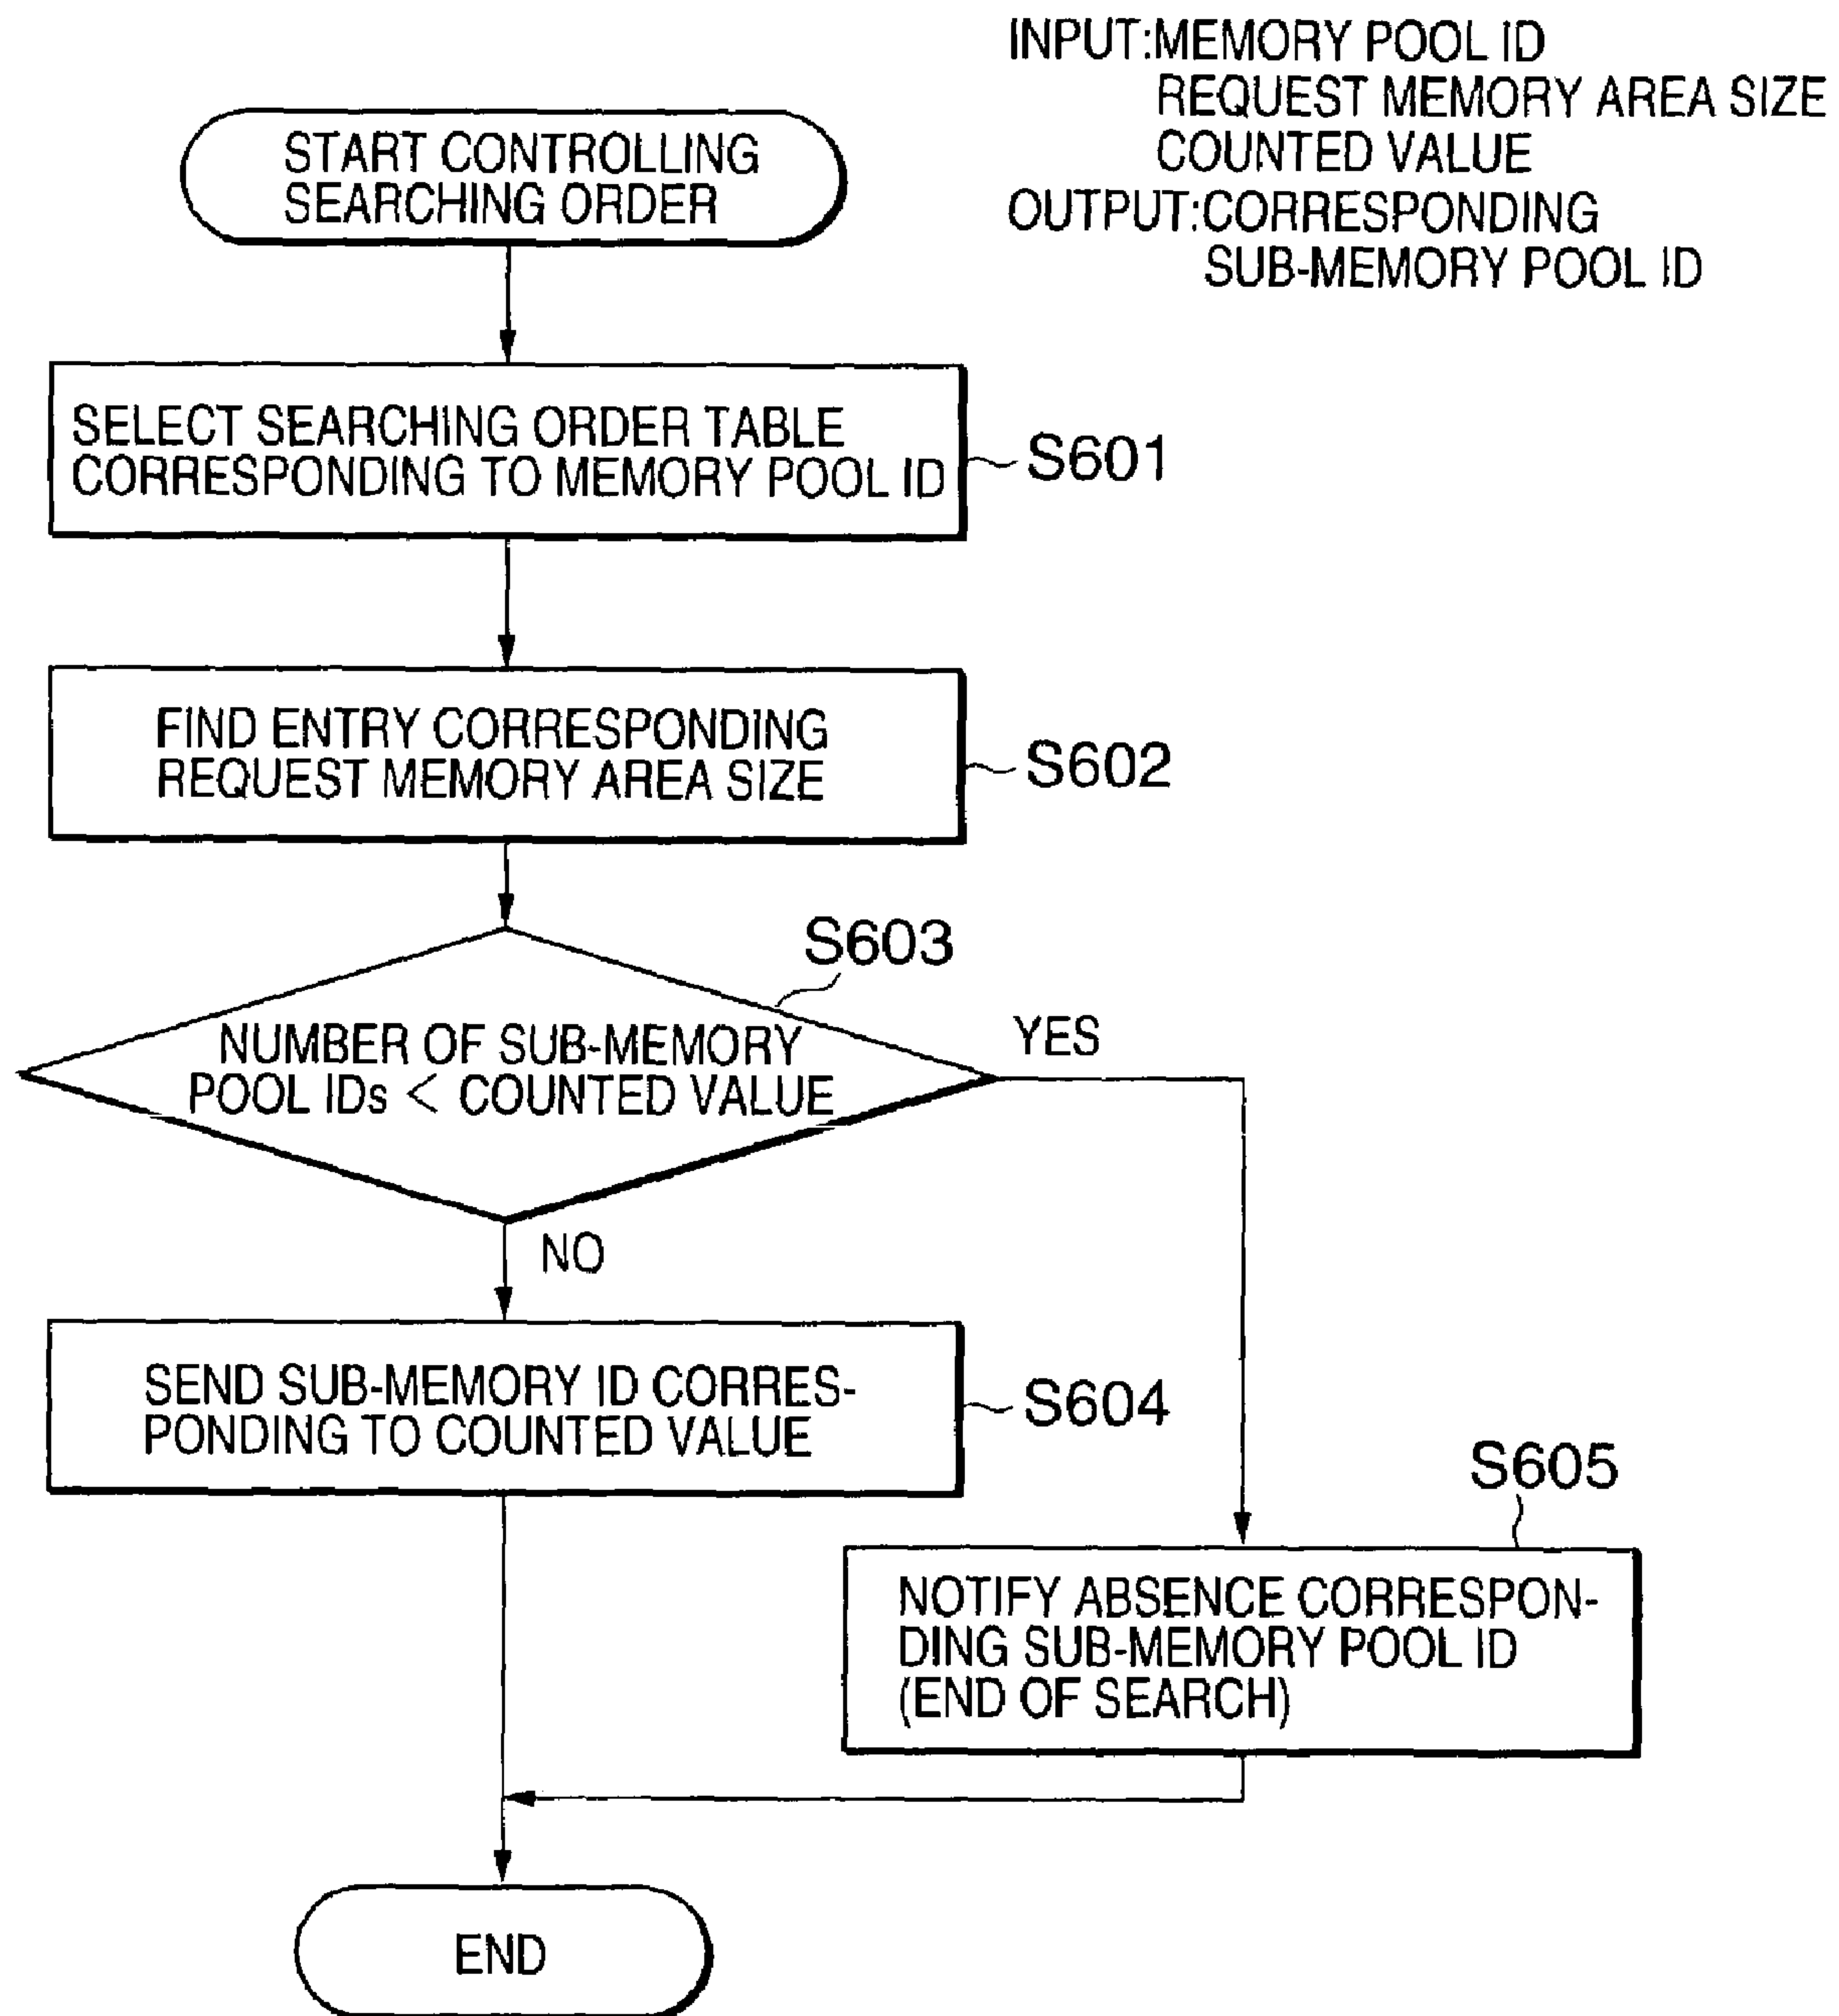 INPUT:MEMORY POOL ID
REQUEST MEMORY AREA SIZE
COUNTED VALUE
OUTPUT:CORRESPONDING
SUB-MEMORY POOL ID
START CONTROLLING
SEARCHING ORDER
SELECT SEARCHING ORDER TABLE
CORRESPONDING TO MEMORY POOL ID
S601
FIND ENTRY CORRESPONDING
REQUEST MEMORY AREA SIZE
S602
S603
NUMBER OF SUB-MEMORY
POOL IDs < COUNTED VALUE
YES
NO
SEND SUB-MEMORY ID CORRES-
PONDING TO COUNTED VALUE
S604
S605
NOTIFY ABSENCE CORRESPON-
DING SUB-MEMORY POOL ID
(END OF SEARCH)
END